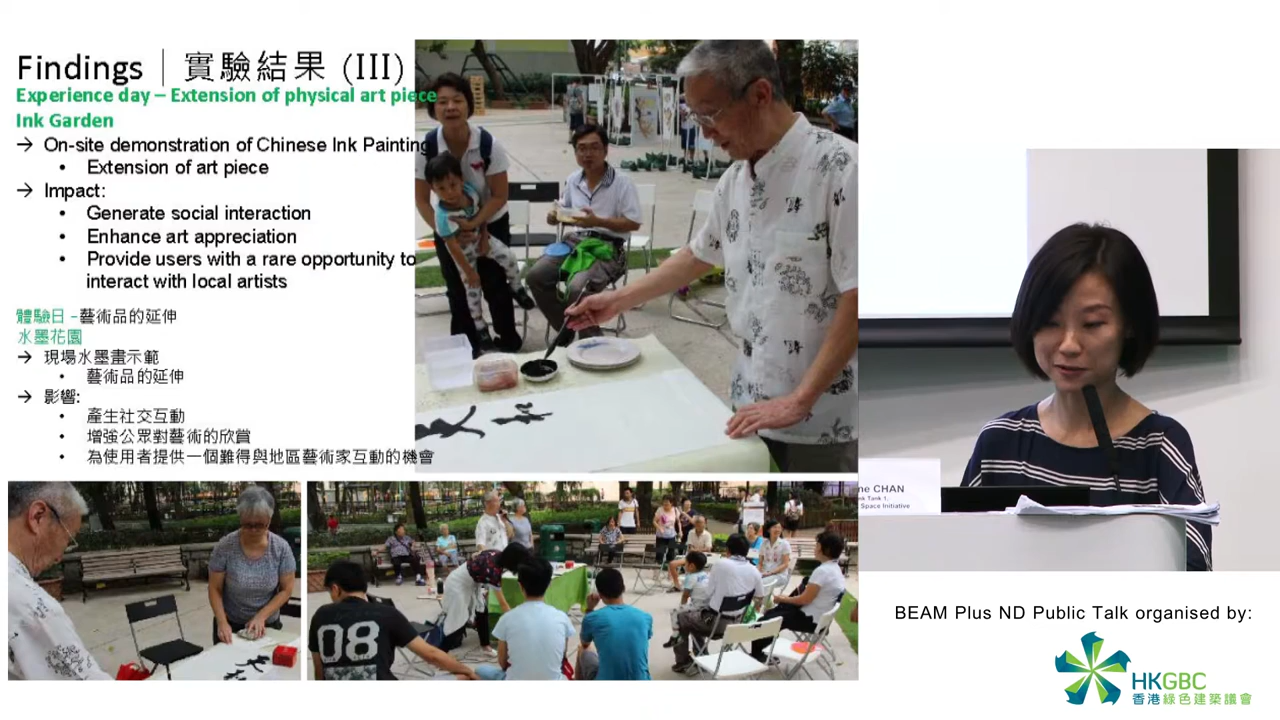 Findings│實驗結果 (III)
Experience day – Extension of physical art piece
Ink Garden
→ On-site demonstration of Chinese Ink Painting
• Extension of art piece
→ Impact:
• Generate social interaction
• Enhance art appreciation
• Provide users with a rare opportunity to
interact with local artists
體驗日 -藝術品的延伸
水墨花園
→ 現場水墨畫示範
• 藝術品的延伸
→ 影響:
• 產生社交互動
• 增強公眾對藝術的欣賞
• 為使用者提供一個難得與地區藝術家互動的機會
08
ne CHAN
nk Tank 1,
Space Initiative
BEAM Plus ND Public Talk organised by:
HKGBC
香港綠色建築議會